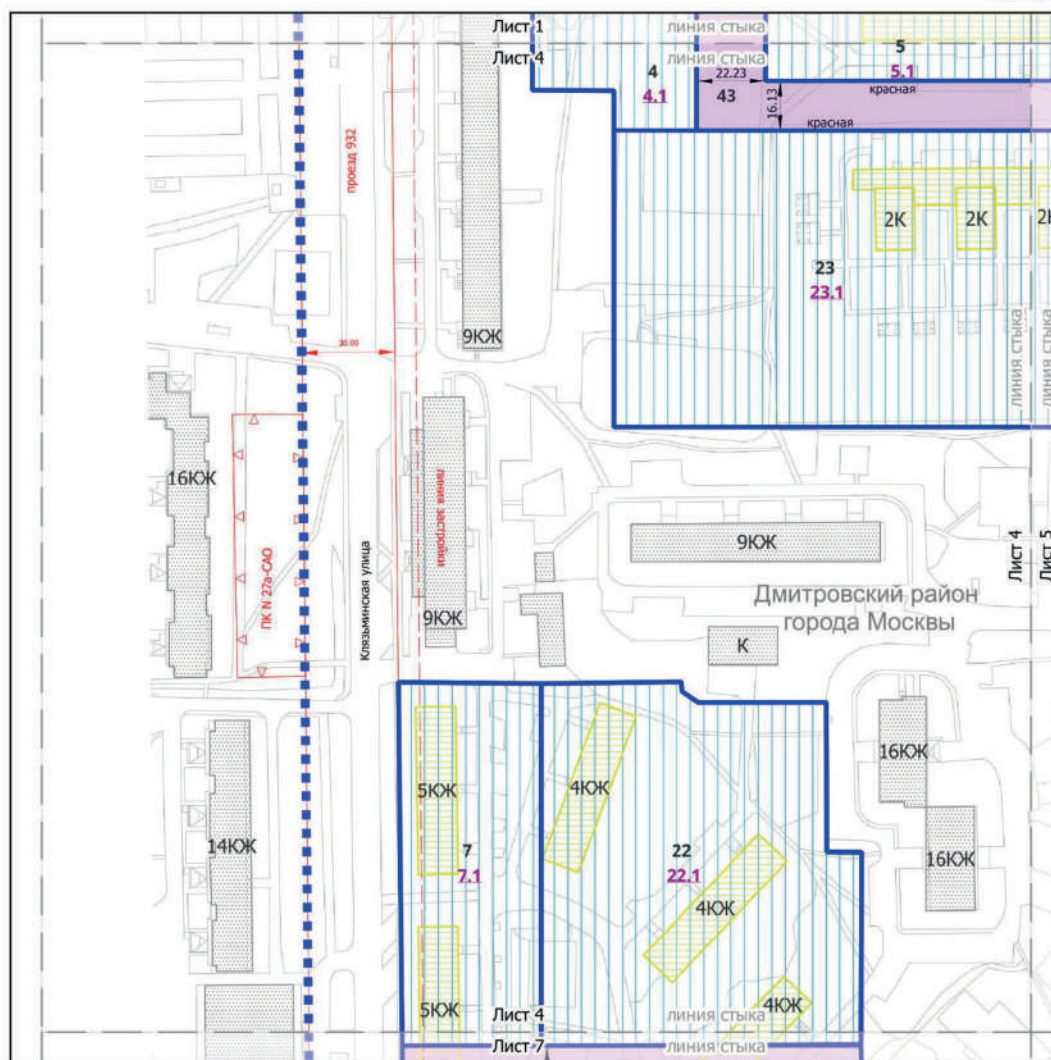 Лист 1
линия стыка
Лист 4
линия стыка
4
4.1
22.23
43
16.13
5
5.1
красная
красная
проезд 932
2К
2К
2К
23
23.1
9КЖ
30.00
линия стыка
линия стыка
16КЖ
линия застройки
ПК N 27а-САО
Клязьминская улица
9КЖ
9КЖ
Лист 4
Лист 5
Дмитровский район
города Москвы
К
5КЖ
4КЖ
16КЖ
14КЖ
7
7.1
22
22.1
16КЖ
4КЖ
5КЖ
4КЖ
Лист 4
линия стыка
Лист 7
линия стыка